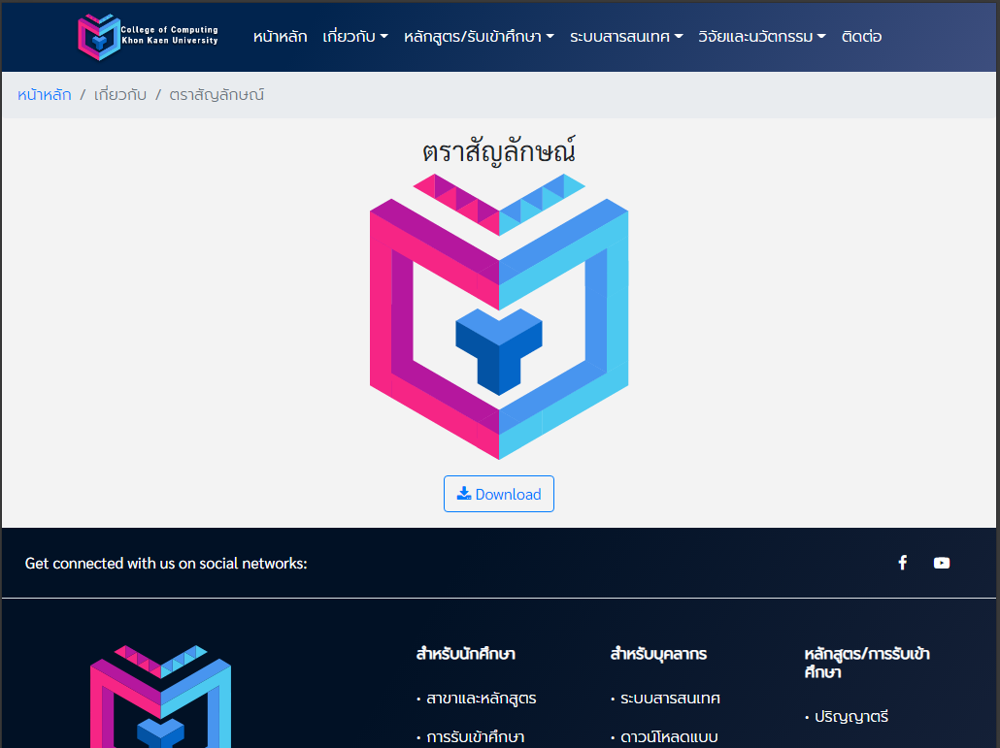 College of Computing
Khon Kaen University
หน้าหลัก เกี่ยวกับ หลักสูตร/รับเข้าศึกษา ระบบสารสนเทศ วิจัยและนวัตกรรม ติดต่อ
หน้าหลัก / เกี่ยวกับ / ตราสัญลักษณ์
ตราสัญลักษณ์
Download
Get connected with us on social networks:
สำหรับนักศึกษา
• สาขาและหลักสูตร
• การรับเข้าศึกษา
สำหรับบุคลากร
• ระบบสารสนเทศ
• ดาวน์โหลดแบบ
หลักสูตร/การรับเข้า
ศึกษา
• ปริญญาตรี